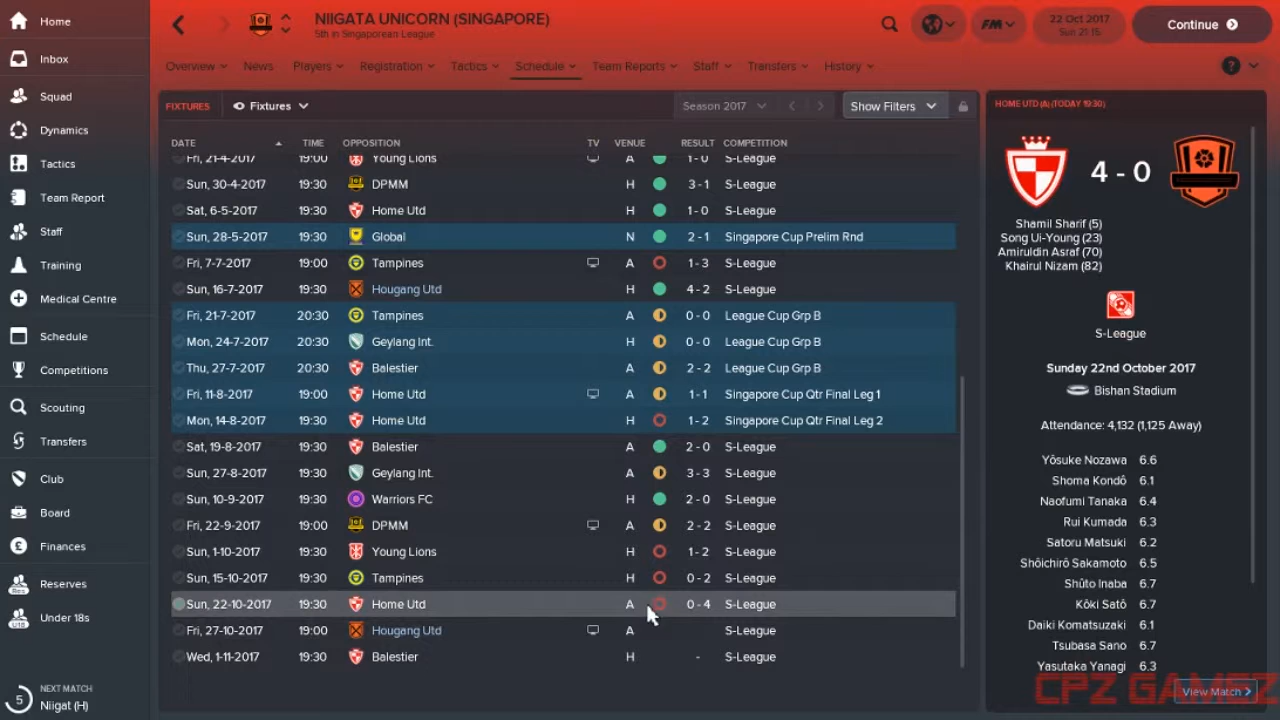 Home
Inbox
Squad
Dynamics
Tactics
Team Report
Staff
Training
Medical Centre
Schedule
Competitions
Scouting
Transfers
Club
Board
Finances
Reserves
Under 18s
5
NEXT MATCH
Niigat (H)
NIIGATA UNICORN (SINGAPORE)
5th in Singaporean League
FM
22 Oct 2017
Sun 21:15
Continue
Overview News Players Registration Tactics Schedule Team Reports Staff Transfers History ?
FIXTURES Fixtures Season 2017 Show Filters
DATE TIME OPPOSITION TV VENUE RESULT COMPETITION
Fri, 21-4-2017 19:00 Young Lions A 1-0 S-League
Sun, 30-4-2017 19:30 DPMM H 3-1 S-League
Sat, 6-5-2017 19:30 Home Utd H 1-0 S-League
Sun, 28-5-2017 19:30 Global N 2-1 Singapore Cup Prelim Rnd
Fri, 7-7-2017 19:00 Tampines A 1-3 S-League
Sun, 16-7-2017 19:30 Hougang Utd H 4-2 S-League
Fri, 21-7-2017 20:30 Tampines A 0-0 League Cup Grp B
Mon, 24-7-2017 20:30 Geylang Int. H 0-0 League Cup Grp B
Thu, 27-7-2017 20:30 Balestier A 2-2 League Cup Grp B
Fri, 11-8-2017 19:00 Home Utd A 1-1 Singapore Cup Qtr Final Leg 1
Mon, 14-8-2017 19:30 Home Utd H 1-2 Singapore Cup Qtr Final Leg 2
Sat, 19-8-2017 19:30 Balestier A 2-0 S-League
Sun, 27-8-2017 19:30 Geylang Int. A 3-3 S-League
Sun, 10-9-2017 19:30 Warriors FC H 2-0 S-League
Fri, 22-9-2017 19:00 DPMM A 2-2 S-League
Sun, 1-10-2017 19:30 Young Lions H 1-2 S-League
Sun, 15-10-2017 19:30 Tampines H 0-2 S-League
Sun, 22-10-2017 19:30 Home Utd A 0-4 S-League
Fri, 27-10-2017 19:00 Hougang Utd A S-League
Wed, 1-11-2017 19:30 Balestier H - S-League
HOME UTD (A) (TODAY 19:30)
4 - 0
Shamil Sharif (5)
Song Ui-Young (23)
Amiruldin Asraf (70)
Khairul Nizam (82)
S-League
Sunday 22nd October 2017
Bishan Stadium
Attendance: 4,132 (1,125 Away)
Yōsuke Nozawa 6.6
Shoma Kondō 6.1
Naofumi Tanaka 6.4
Rui Kumada 6.3
Satoru Matsuki 6.2
Shōichirō Sakamoto 6.5
Shūto Inaba 6.7
Kōki Satō 6.7
Daiki Komatsuzaki 6.1
Tsubasa Sano 6.7
Yasutaka Yanagi 6.3
View Match
CPZ GAMEZ